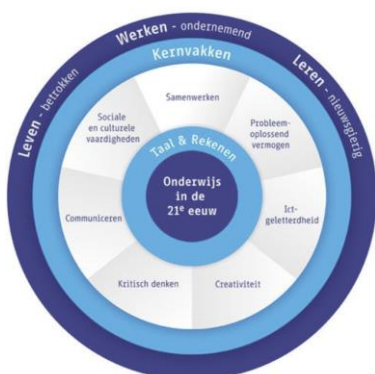 Leven - betrokken
Werken - ondernemend
Leren - nieuwsgierig
Kernvakken
Samenwerken
Sociale
en culturele
vaardigheden
Probleem-
oplossend
vermogen
Taal & Rekenen
Onderwijs
in de
21e eeuw
Communiceren
Ict-
geletterdheid
Kritisch denken
Creativiteit